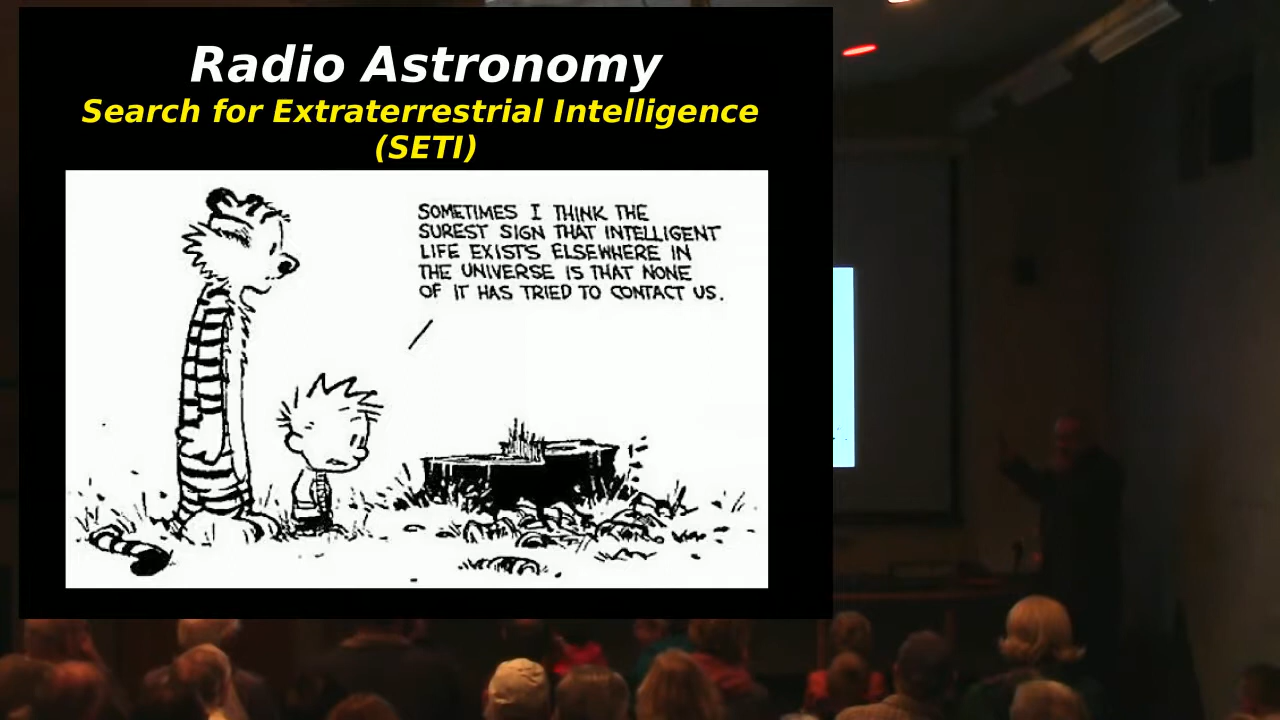 Radio Astronomy
Search for Extraterrestrial Intelligence
(SETI)
SOMETIMES I THINK THE
SUREST SIGN THAT INTELLIGENT
LIFE EXISTS ELSEWHERE IN
THE UNIVERSE IS THAT NONE
OF IT HAS TRIED TO CONTACT US.